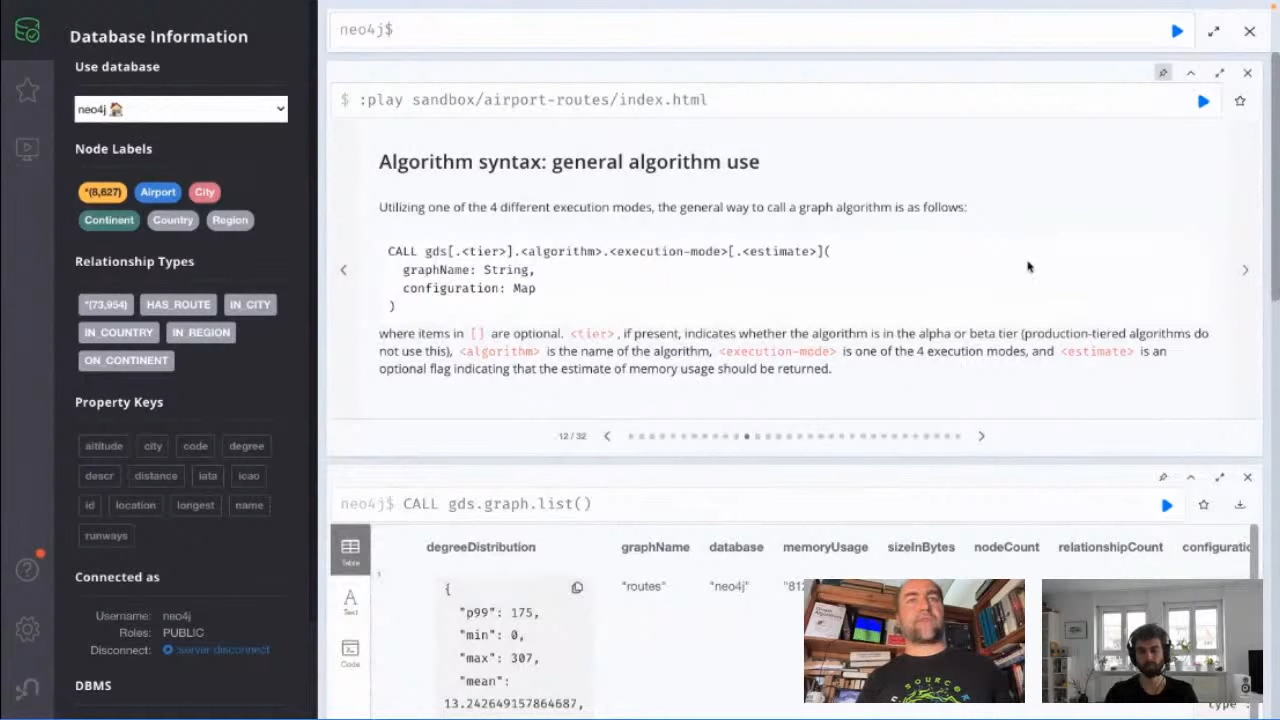 Database Information
Use database
neo4j
Node Labels
*(8,627) Airport City
Continent Country Region
Relationship Types
*(73,954) HAS_ROUTE IN_CITY
IN_COUNTRY IN_REGION
ON_CONTINENT
Property Keys
altitude city code degree
descr distance iata icao
id location longest name
runways
Connected as
Username: neo4j
Roles: PUBLIC
Disconnect: :server disconnect
DBMS
neo4j$
$ :play sandbox/airport-routes/index.html
Algorithm syntax: general algorithm use
Utilizing one of the 4 different execution modes, the general way to call a graph algorithm is as follows:
CALL gds[.<tier>].<algorithm>.<execution-mode>[.<estimate>](
graphName: String,
configuration: Map
)
where items in [] are optional. <tier>, if present, indicates whether the algorithm is in the alpha or beta tier (production-tiered algorithms do
not use this), <algorithm> is the name of the algorithm, <execution-mode> is one of the 4 execution modes, and <estimate> is an
optional flag indicating that the estimate of memory usage should be returned.
12 / 32
neo4j$ CALL gds.graph.list()
Table
Text
Code
degreeDistribution graphName database memoryUsage sizeInBytes nodeCount relationshipCount configuratio
1
{ "routes" "neo4j" "812
"p99": 175,
"min": 0,
"max": 307,
"mean":
13.242649157864687,
type